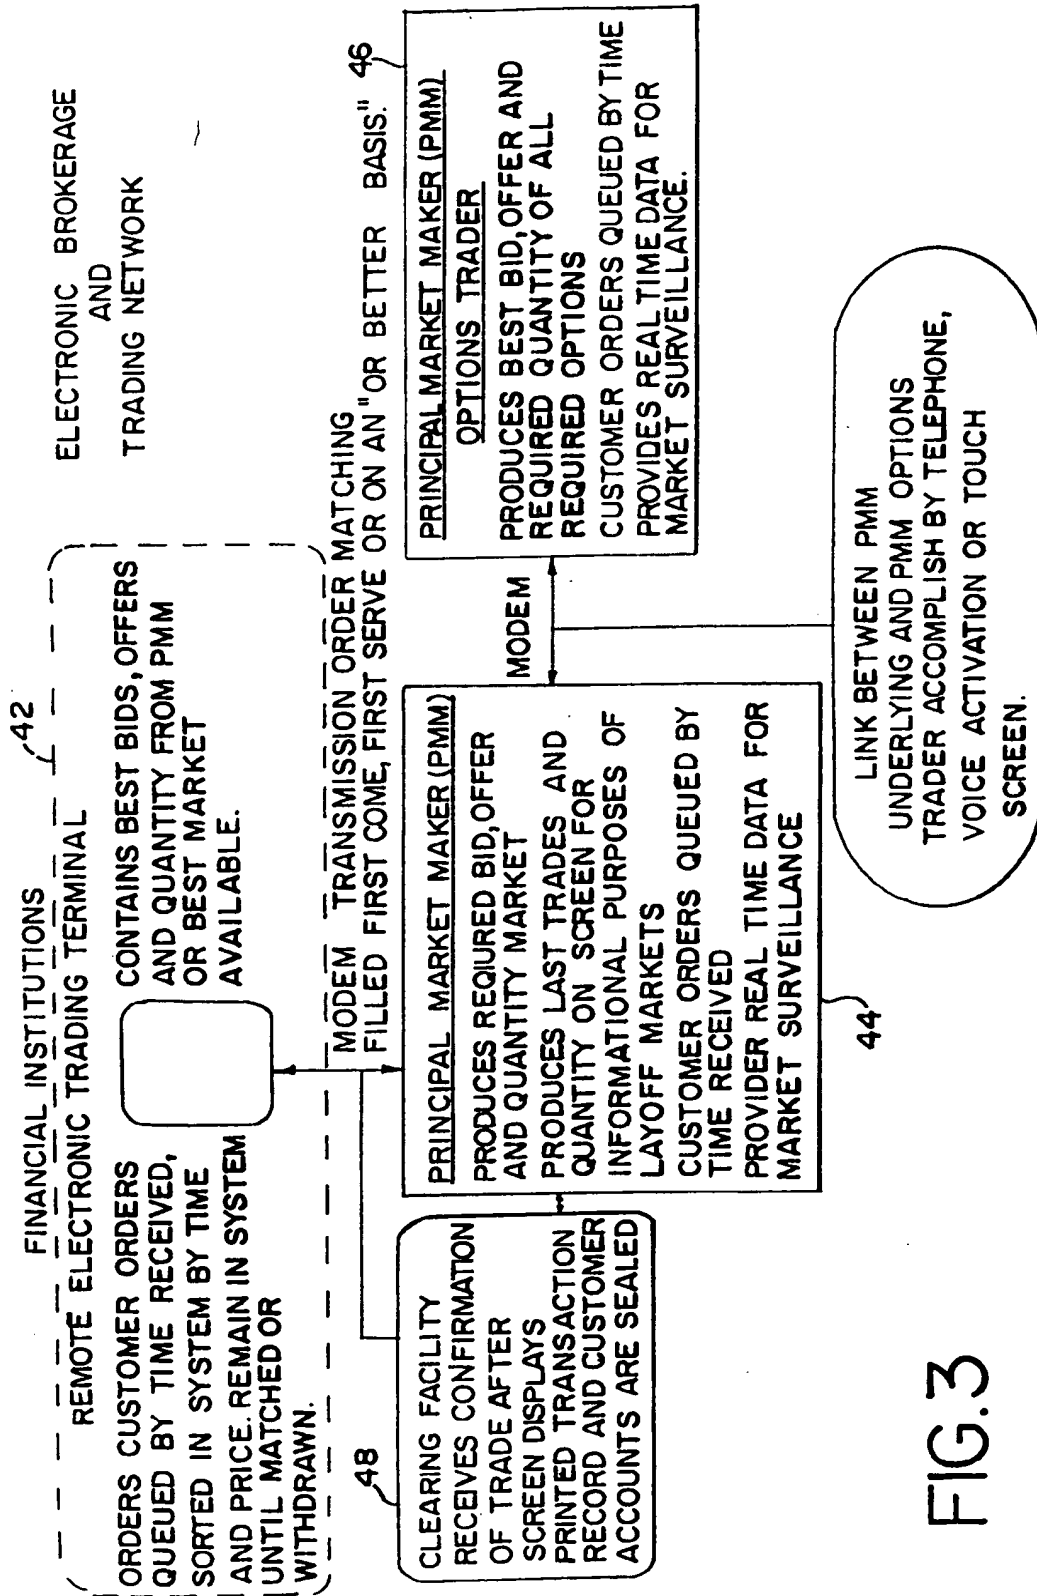 ELECTRONIC BROKERAGE
AND
TRADING NETWORK
FINANCIAL INSTITUTIONS
42
REMOTE ELECTRONIC TRADING TERMINAL
ORDERS CUSTOMER ORDERS
QUEUED BY TIME RECEIVED,
SORTED IN SYSTEM BY TIME
AND PRICE. REMAIN IN SYSTEM
UNTIL MATCHED OR
WITHDRAWN.
CONTAINS BEST BIDS, OFFERS
AND QUANTITY FROM PMM
OR BEST MARKET
AVAILABLE.
MODEM TRANSMISSION ORDER MATCHING
FILLED FIRST COME, FIRST SERVE OR ON AN "OR BETTER BASIS."
48
CLEARING FACILITY
RECEIVES CONFIRMATION
OF TRADE AFTER
SCREEN DISPLAYS
PRINTED TRANSACTION
RECORD AND CUSTOMER
ACCOUNTS ARE SEALED
PRINCIPAL MARKET MAKER (PMM)
PRODUCES REQUIRED BID, OFFER
AND QUANTITY MARKET
PRODUCES LAST TRADES AND
QUANTITY ON SCREEN FOR
INFORMATIONAL PURPOSES OF
LAYOFF MARKETS
CUSTOMER ORDERS QUEUED BY
TIME RECEIVED
PROVIDER REAL TIME DATA FOR
MARKET SURVEILLANCE
44
MODEM
46
PRINCIPAL MARKET MAKER (PMM)
OPTIONS TRADER
PRODUCES BEST BID, OFFER AND
REQUIRED QUANTITY OF ALL
REQUIRED OPTIONS
CUSTOMER ORDERS QUEUED BY TIME
PROVIDES REAL TIME DATA FOR
MARKET SURVEILLANCE.
LINK BETWEEN PMM
UNDERLYING AND PMM OPTIONS
TRADER ACCOMPLISH BY TELEPHONE,
VOICE ACTIVATION OR TOUCH
SCREEN.
FIG.3